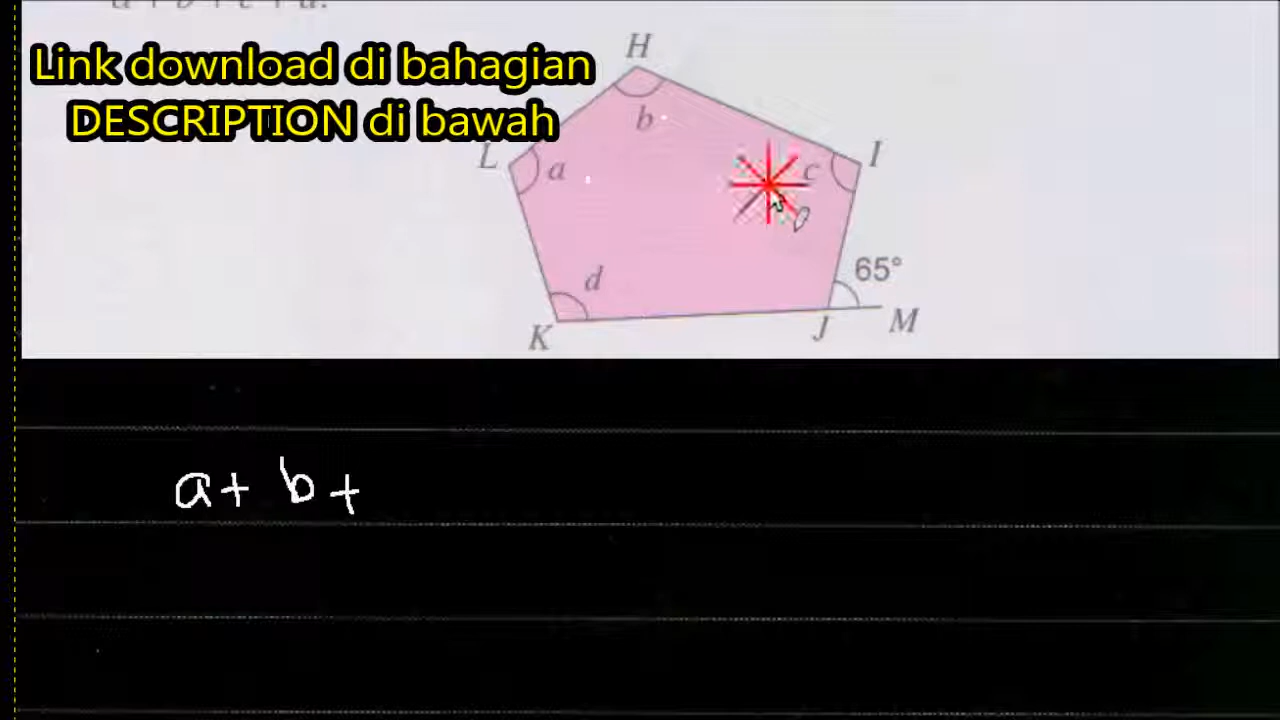 a + b + c + d.
Link download di bahagian
DESCRIPTION di bawah
H
b
L
a
c
I
d
65°
K
J
M
a + b +